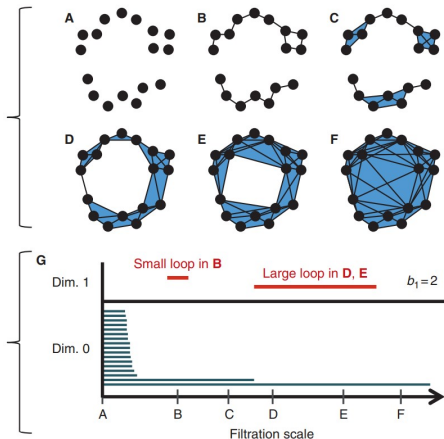 A B C
D E F
G
Small loop in B
Large loop in D, E
Dim. 1
b₁=2
Dim. 0
A B C D E F
Filtration scale